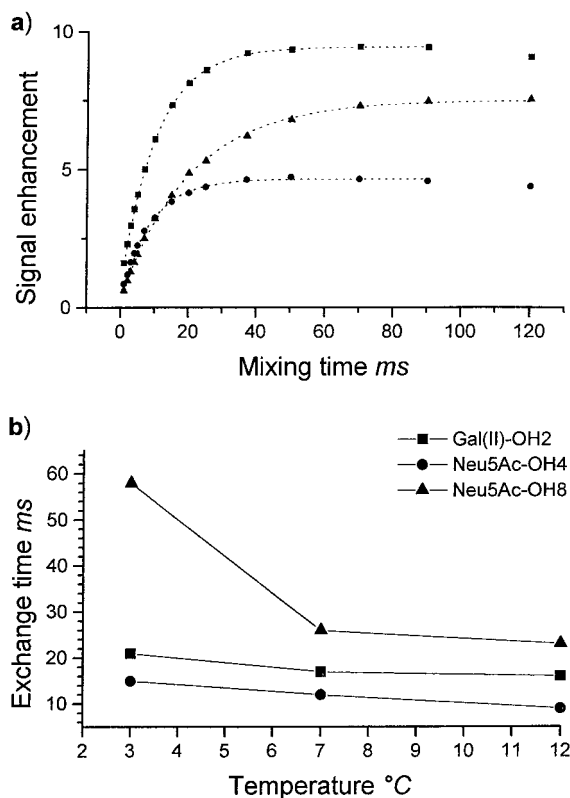 a)
10
5
0
Signal enhancement
0 10 20 40 60 80 100 120
Mixing time ms
b)
Gal(II)-OH2
Neu5Ac-OH4
Neu5Ac-OH8
60
50
40
30
20
10
Exchange time ms
2 3 4 5 6 7 8 9 10 11 12
Temperature °C